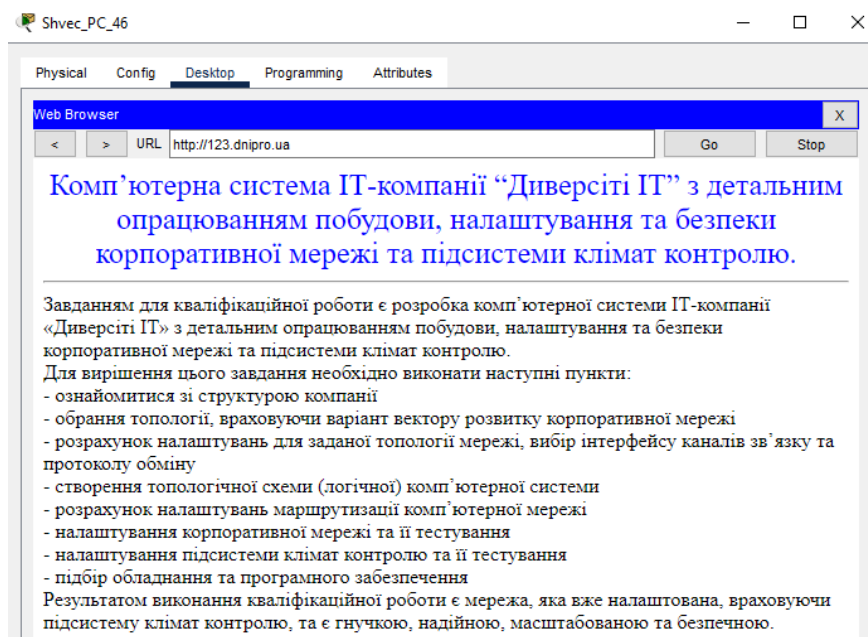 Shvec_PC_46
Physical Config Desktop Programming Attributes
Web Browser X
< > URL http://123.dnipro.ua Go Stop
Комп’ютерна система ІТ-компанії “Диверсіті ІТ” з детальним
опрацюванням побудови, налаштування та безпеки
корпоративної мережі та підсистеми клімат контролю.
Завданням для кваліфікаційної роботи є розробка комп’ютерної системи ІТ-компанії
«Диверсіті ІТ» з детальним опрацюванням побудови, налаштування та безпеки
корпоративної мережі та підсистеми клімат контролю.
Для вирішення цього завдання необхідно виконати наступні пункти:
- ознайомитися зі структурою компанії
- обрання топології, враховуючи варіант вектору розвитку корпоративної мережі
- розрахунок налаштувань для заданої топології мережі, вибір інтерфейсу каналів зв’язку та
протоколу обміну
- створення топологічної схеми (логічної) комп’ютерної системи
- розрахунок налаштувань маршрутизації комп’ютерної мережі
- налаштування корпоративної мережі та її тестування
- налаштування підсистеми клімат контролю та її тестування
- підбір обладнання та програмного забезпечення
Результатом виконання кваліфікаційної роботи є мережа, яка вже налаштована, враховуючи
підсистему клімат контролю, та є гнучкою, надійною, масштабованою та безпечною.